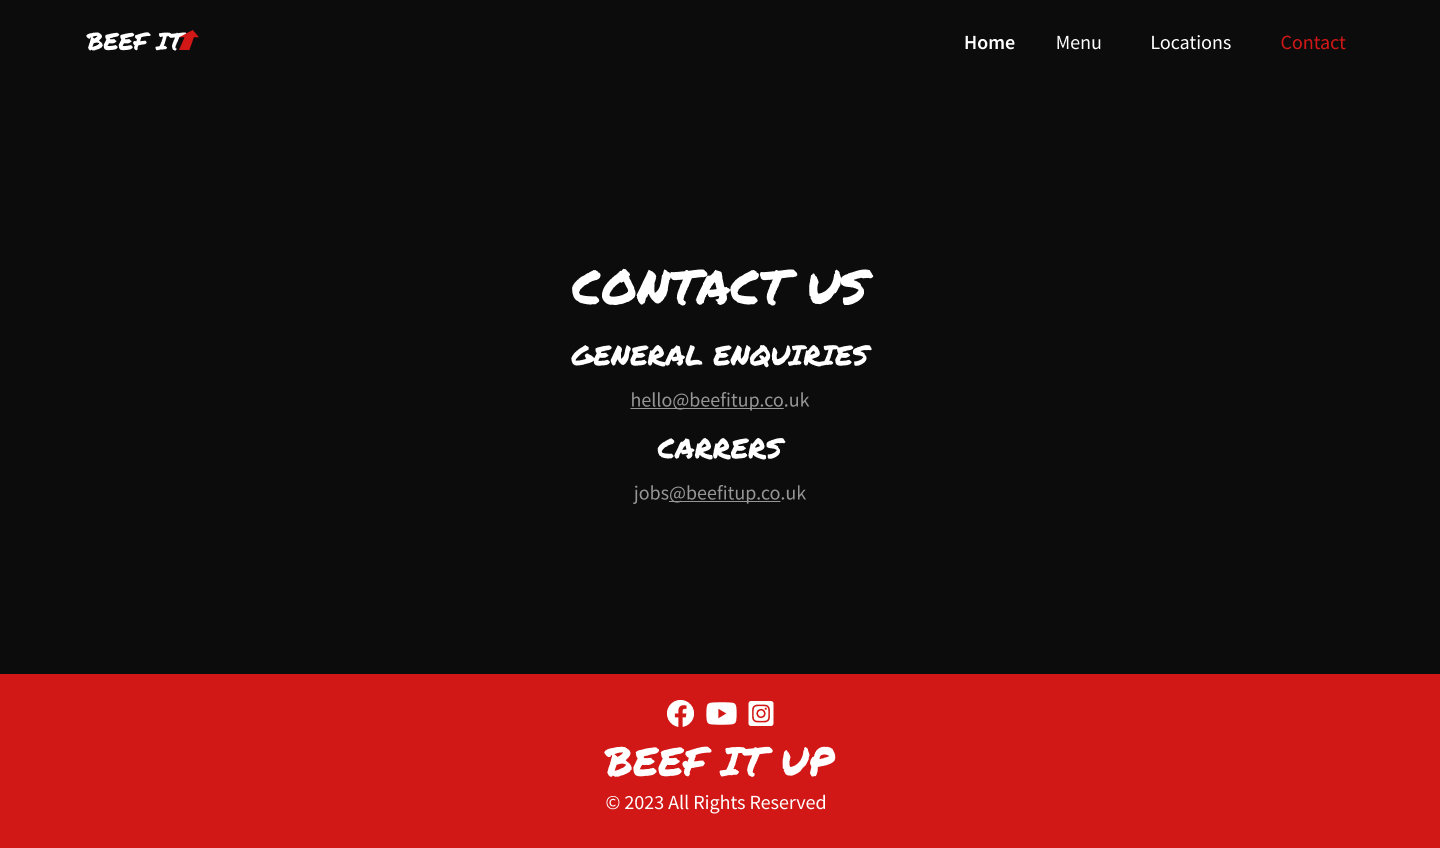 BEEF IT
Home Menu Locations Contact
CONTACT US
GENERAL ENQUIRIES
hello@beefitup.co.uk
CARRERS
jobs@beefitup.co.uk
BEEF IT UP
© 2023 All Rights Reserved